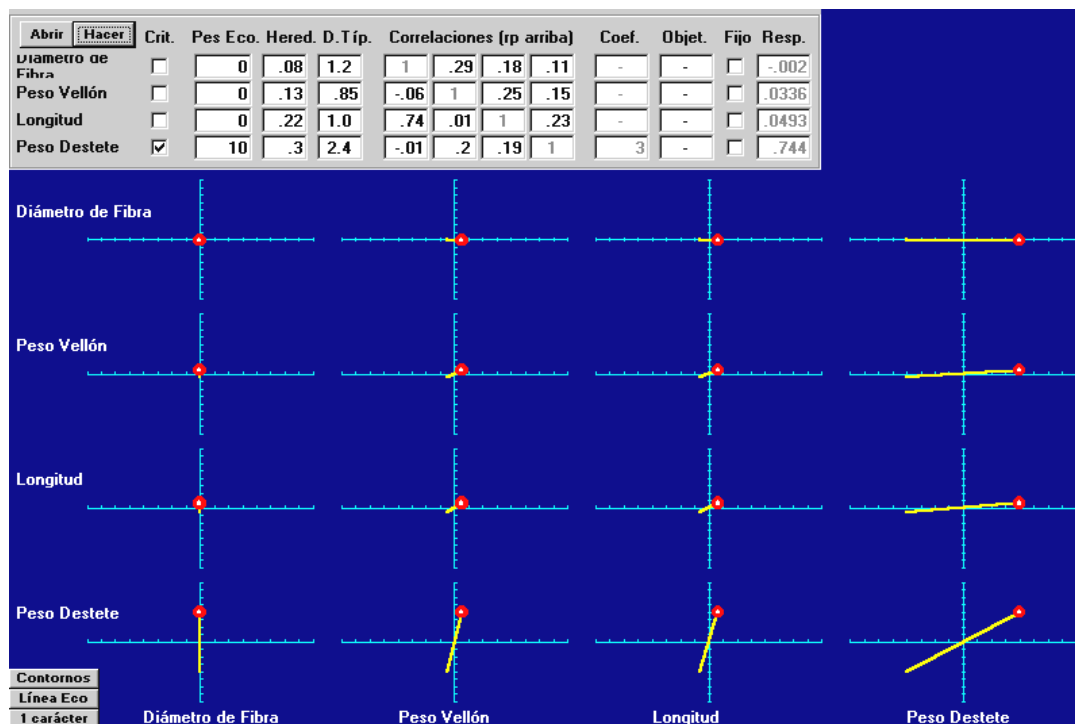 Abrir Hacer Crit. Pes Eco. Hered. D.Típ. Correlaciones (rp arriba) Coef. Objet. Fijo Resp.
Diámetro de Fibra 0 .08 1.2 1 .29 .18 .11 - - -.002
Peso Vellón 0 .13 .85 -.06 1 .25 .15 - - .0336
Longitud 0 .22 1.0 .74 .01 1 .23 - - .0493
Peso Destete 10 .3 2.4 -.01 .2 .19 1 3 - .744
Diámetro de Fibra
Peso Vellón
Longitud
Peso Destete
Contornos
Línea Eco
1 carácter
Diámetro de Fibra Peso Vellón Longitud Peso Destete